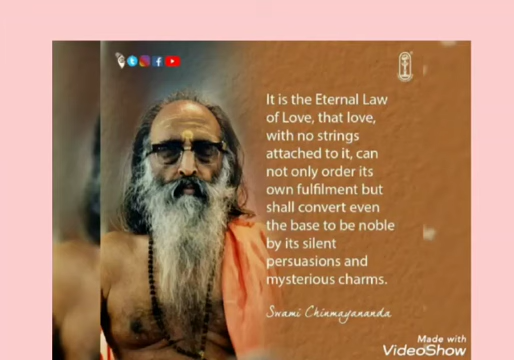 It is the Eternal Law
of Love, that love,
with no strings
attached to it, can
not only order its
own fulfilment but
shall convert even
the base to be noble
by its silent
persuasions and
mysterious charms.
Swami Chinmayananda
Made with
VideoShow